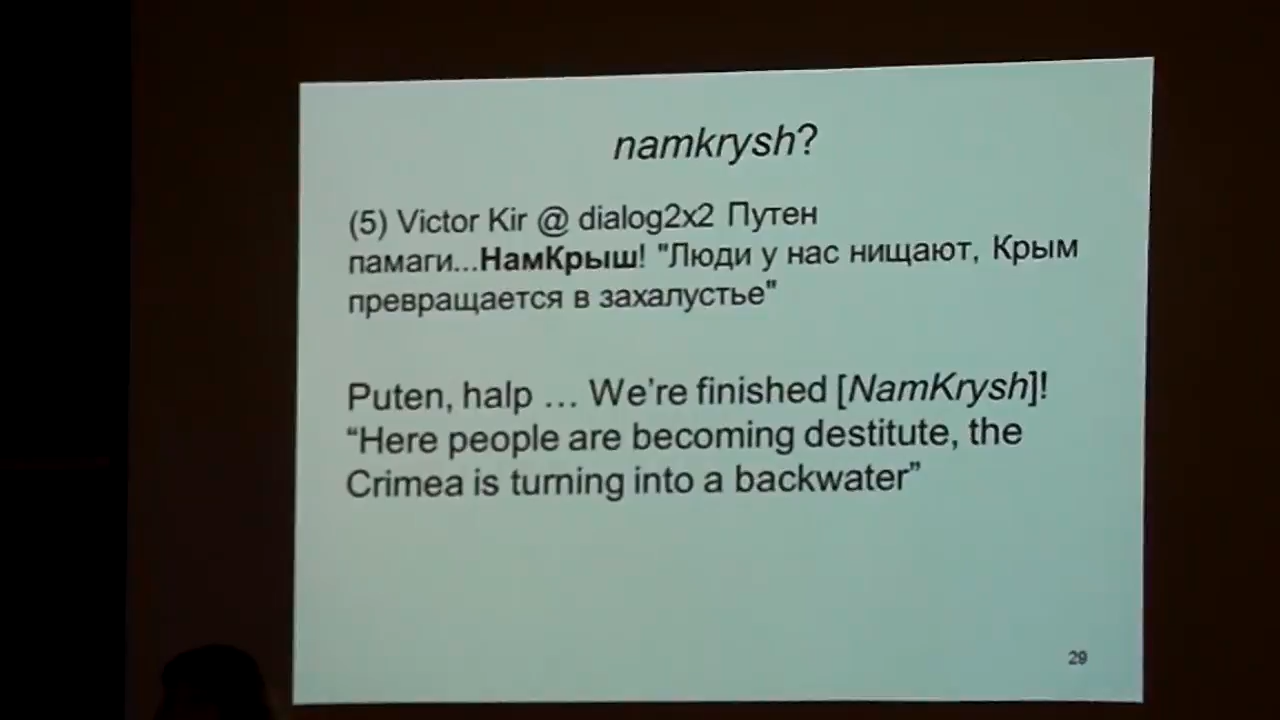 namkrysh?
(5) Victor Kir @ dialog2x2 Путен
памаги...НамКрыш! "Люди у нас нищают, Крым
превращается в захалустье"
Puten, halp … We’re finished [NamKrysh]!
“Here people are becoming destitute, the
Crimea is turning into a backwater”
29